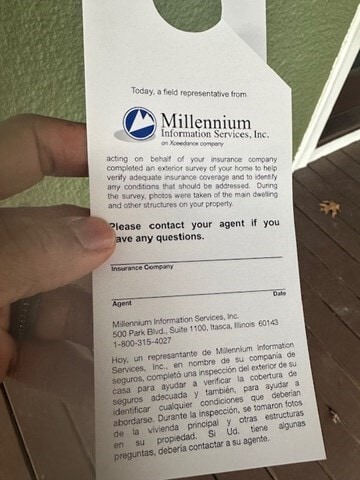 Today, a field representative from
Millennium
Information Services, Inc.
an Xceedance company
acting on behalf of your insurance company
completed an exterior survey of your home to help
verify adequate insurance coverage and to identify
any conditions that should be addressed. During
the survey, photos were taken of the main dwelling
and other structures on your property.
Please contact your agent if you
ave any questions.
Insurance Company
Agent Date
Millennium Information Services, Inc.
500 Park Blvd., Suite 1100, Itasca, Illinois 60143
1-800-315-4027
Hoy, un representante de Millennium Information
Services, Inc., en nombre de su compañía de
seguros, completó una inspección del exterior de su
casa para ayudar a verificar la cobertura de
seguros adecuada y también, para ayudar a
identificar cualquier condiciones que deberían
abordarse. Durante la inspección, se tomaron fotos
de la vivienda principal y otras estructuras
en su propiedad. Si Ud. tiene algunas
preguntas, debería contactar a su agente.